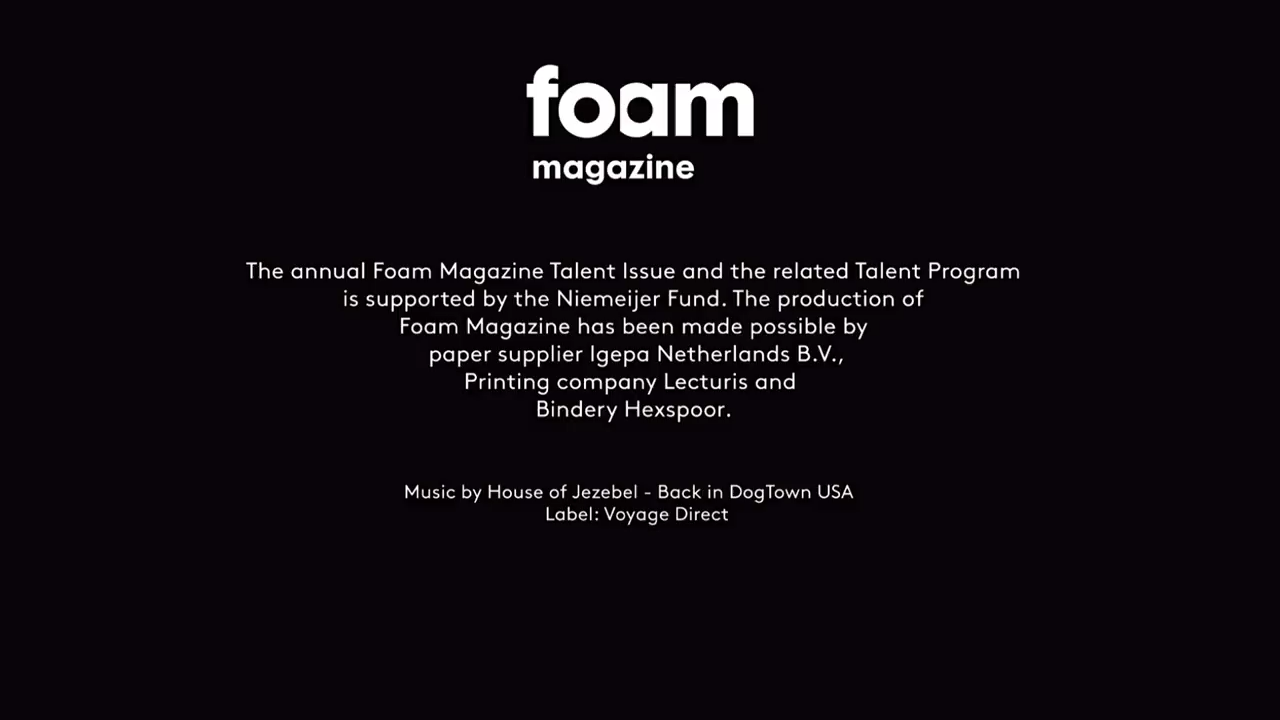 foam
magazine
The annual Foam Magazine Talent Issue and the related Talent Program
is supported by the Niemeijer Fund. The production of
Foam Magazine has been made possible by
paper supplier Igepa Netherlands B.V.,
Printing company Lecturis and
Bindery Hexspoor.
Music by House of Jezebel - Back in DogTown USA
Label: Voyage Direct